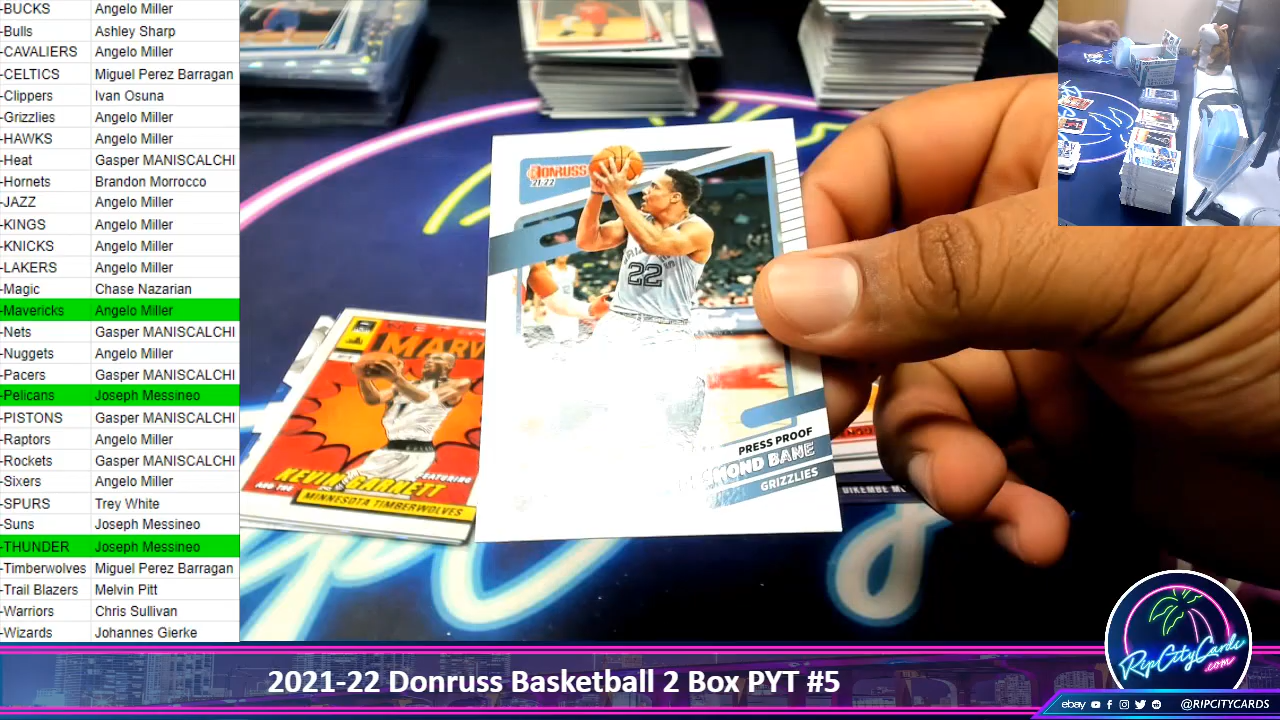 -BUCKS Angelo Miller
-Bulls Ashley Sharp
-CAVALIERS Angelo Miller
-CELTICS Miguel Perez Barragan
-Clippers Ivan Osuna
-Grizzlies Angelo Miller
-HAWKS Angelo Miller
-Heat Gasper MANISCALCHI
-Hornets Brandon Morrocco
-JAZZ Angelo Miller
-KINGS Angelo Miller
-KNICKS Angelo Miller
-LAKERS Angelo Miller
-Magic Chase Nazarian
-Mavericks Angelo Miller
-Nets Gasper MANISCALCHI
-Nuggets Angelo Miller
-Pacers Gasper MANISCALCHI
-Pelicans Joseph Messineo
-PISTONS Gasper MANISCALCHI
-Raptors Angelo Miller
-Rockets Gasper MANISCALCHI
-Sixers Angelo Miller
-SPURS Trey White
-Suns Joseph Messineo
-THUNDER Joseph Messineo
-Timberwolves Miguel Perez Barragan
-Trail Blazers Melvin Pitt
-Warriors Chris Sullivan
-Wizards Johannes Gierke
DONRUSS
21-22
22
PRESS PROOF
BANE
GRIZZLIES
MARV
FEATURING
KEVIN GARNETT
MINNESOTA TIMBERWOLVES
DIKEMBE
RipCityCards
.com
2021-22 Donruss Basketball 2 Box PYT #5
ebay @RIPCITYCARDS